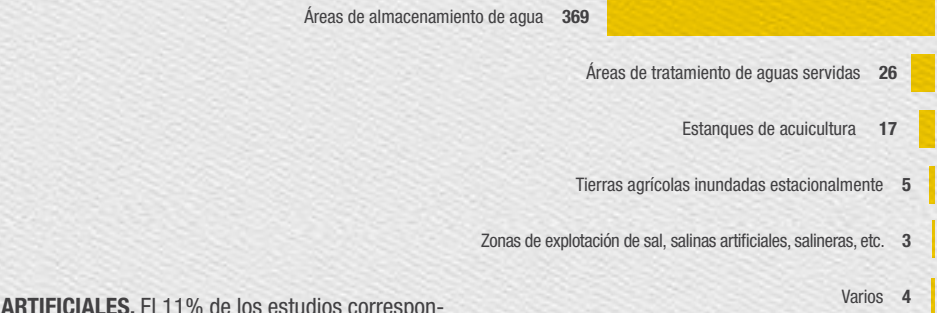 Áreas de almacenamiento de agua 369
Áreas de tratamiento de aguas servidas 26
Estanques de acuicultura 17
Tierras agrícolas inundadas estacionalmente 5
Zonas de explotación de sal, salinas artificiales, salineras, etc. 3
Varios 4
ARTIFICIALES. El 11% de los estudios correspon-